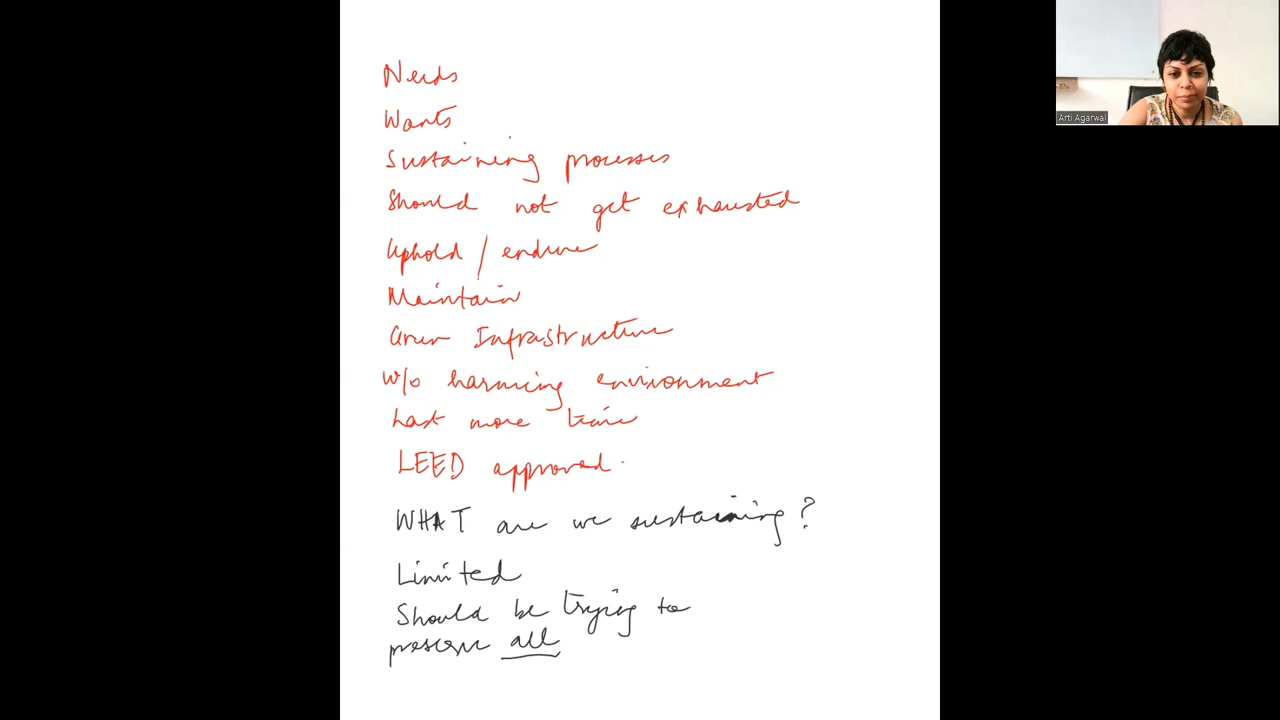 Needs
Wants
Sustaining processes
Should not get exhausted
Uphold / endure
Maintain
Green Infrastructure
w/o harming environment
Last more time
LEED approved.
WHAT are we sustaining?
Limited
Should be trying to
preserve all
Arti Agarwal